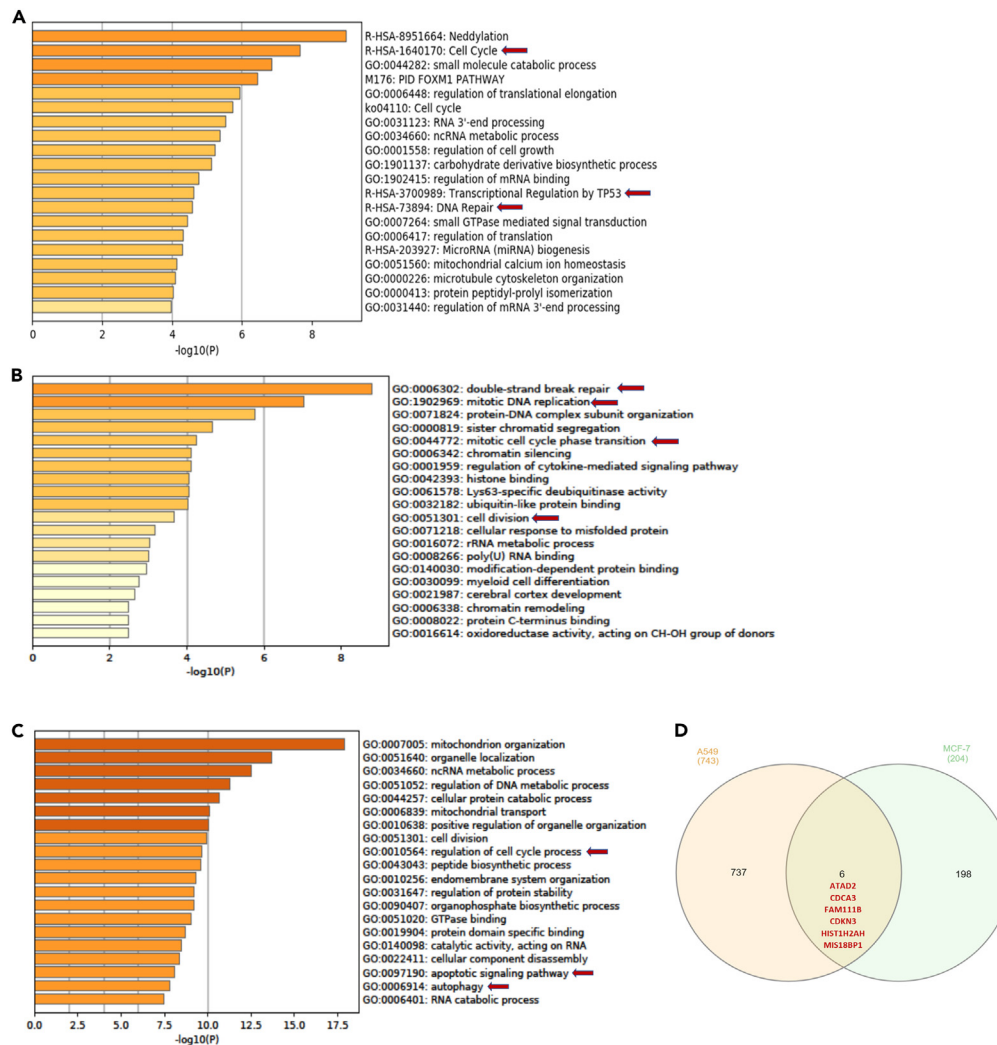 A
R-HSA-8951664: Neddylation
R-HSA-1640170: Cell Cycle
GO:0044282: small molecule catabolic process
M176: PID FOXM1 PATHWAY
GO:0006448: regulation of translational elongation
ko04110: Cell cycle
GO:0031123: RNA 3'-end processing
GO:0034660: ncRNA metabolic process
GO:0001558: regulation of cell growth
GO:1901137: carbohydrate derivative biosynthetic process
GO:1902415: regulation of mRNA binding
R-HSA-3700989: Transcriptional Regulation by TP53
R-HSA-73894: DNA Repair
GO:0007264: small GTPase mediated signal transduction
GO:0006417: regulation of translation
R-HSA-203927: MicroRNA (miRNA) biogenesis
GO:0051560: mitochondrial calcium ion homeostasis
GO:0000226: microtubule cytoskeleton organization
GO:0000413: protein peptidyl-prolyl isomerization
GO:0031440: regulation of mRNA 3'-end processing
0 2 4 6 8
-log10(P)
B
GO:0006302: double-strand break repair
GO:1902969: mitotic DNA replication
GO:0071824: protein-DNA complex subunit organization
GO:0000819: sister chromatid segregation
GO:0044772: mitotic cell cycle phase transition
GO:0006342: chromatin silencing
GO:0001959: regulation of cytokine-mediated signaling pathway
GO:0042393: histone binding
GO:0061578: Lys63-specific deubiquitinase activity
GO:0032182: ubiquitin-like protein binding
GO:0051301: cell division
GO:0071218: cellular response to misfolded protein
GO:0016072: rRNA metabolic process
GO:0008266: poly(U) RNA binding
GO:0140030: modification-dependent protein binding
GO:0030099: myeloid cell differentiation
GO:0021987: cerebral cortex development
GO:0006338: chromatin remodeling
GO:0008022: protein C-terminus binding
GO:0016614: oxidoreductase activity, acting on CH-OH group of donors
0 2 4 6 8
-log10(P)
C
GO:0007005: mitochondrion organization
GO:0051640: organelle localization
GO:0034660: ncRNA metabolic process
GO:0051052: regulation of DNA metabolic process
GO:0044257: cellular protein catabolic process
GO:0006839: mitochondrial transport
GO:0010638: positive regulation of organelle organization
GO:0051301: cell division
GO:0010564: regulation of cell cycle process
GO:0043043: peptide biosynthetic process
GO:0010256: endomembrane system organization
GO:0031647: regulation of protein stability
GO:0090407: organophosphate biosynthetic process
GO:0051020: GTPase binding
GO:0019904: protein domain specific binding
GO:0140098: catalytic activity, acting on RNA
GO:0022411: cellular component disassembly
GO:0097190: apoptotic signaling pathway
GO:0006914: autophagy
GO:0006401: RNA catabolic process
0.0 2.5 5.0 7.5 10.0 12.5 15.0 17.5
-log10(P)
D
A549
(743)
MCF-7
(204)
737 6 198
ATAD2
CDCA3
FAM111B
CDKN3
HIST1H2AH
MIS18BP1